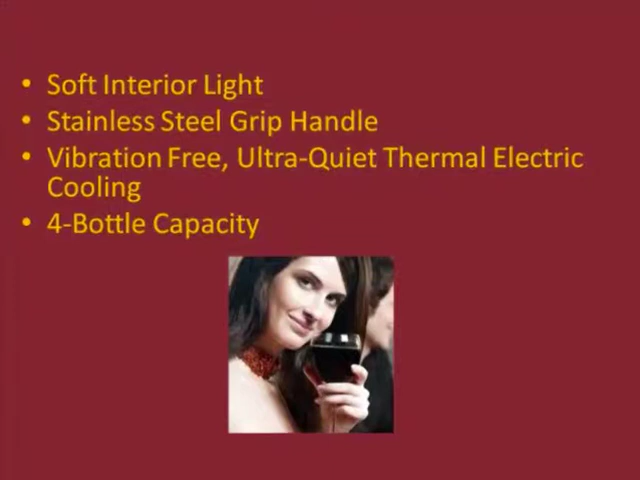 • Soft Interior Light
• Stainless Steel Grip Handle
• Vibration Free, Ultra-Quiet Thermal Electric
Cooling
• 4-Bottle Capacity